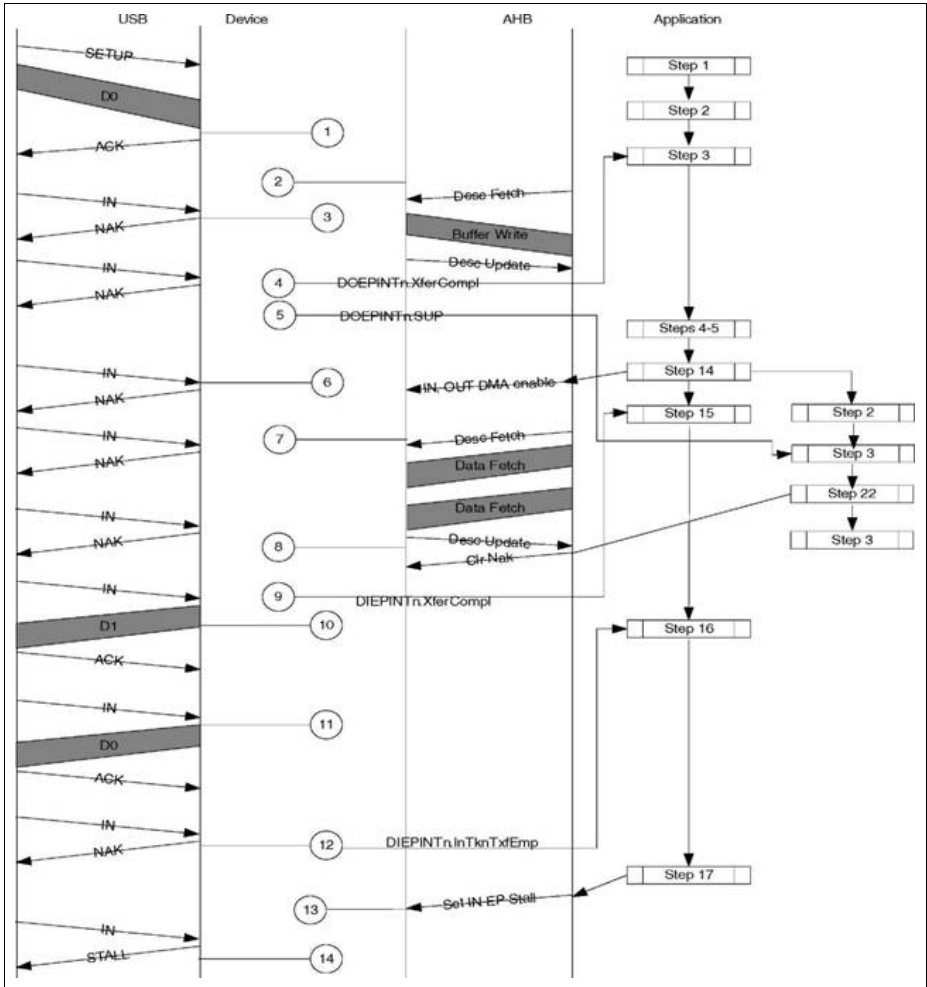 USB Device AHB Application
SETUP
Step 1
D0
Step 2
1
ACK
Step 3
2
Desc Fetch
IN
3
NAK
Buffer Write
IN
Desc Update
4
DOEPINTn.XferCompl
NAK
5
DOEPINTn.SUP
Steps 4-5
IN
Step 14
6
IN, OUT DMA enable
NAK
Step 15
Step 2
IN
7
Desc Fetch
Step 3
NAK
Data Fetch
Step 22
Data Fetch
IN
NAK
8
Desc Update
Step 3
Clr Nak
IN
9
DIEPINTn.XferCompl
D1
10
Step 16
ACK
IN
11
D0
ACK
IN
12
DIEPINTn.InTknTxfEmp
NAK
Step 17
Set IN EP Stall
13
IN
STALL
14